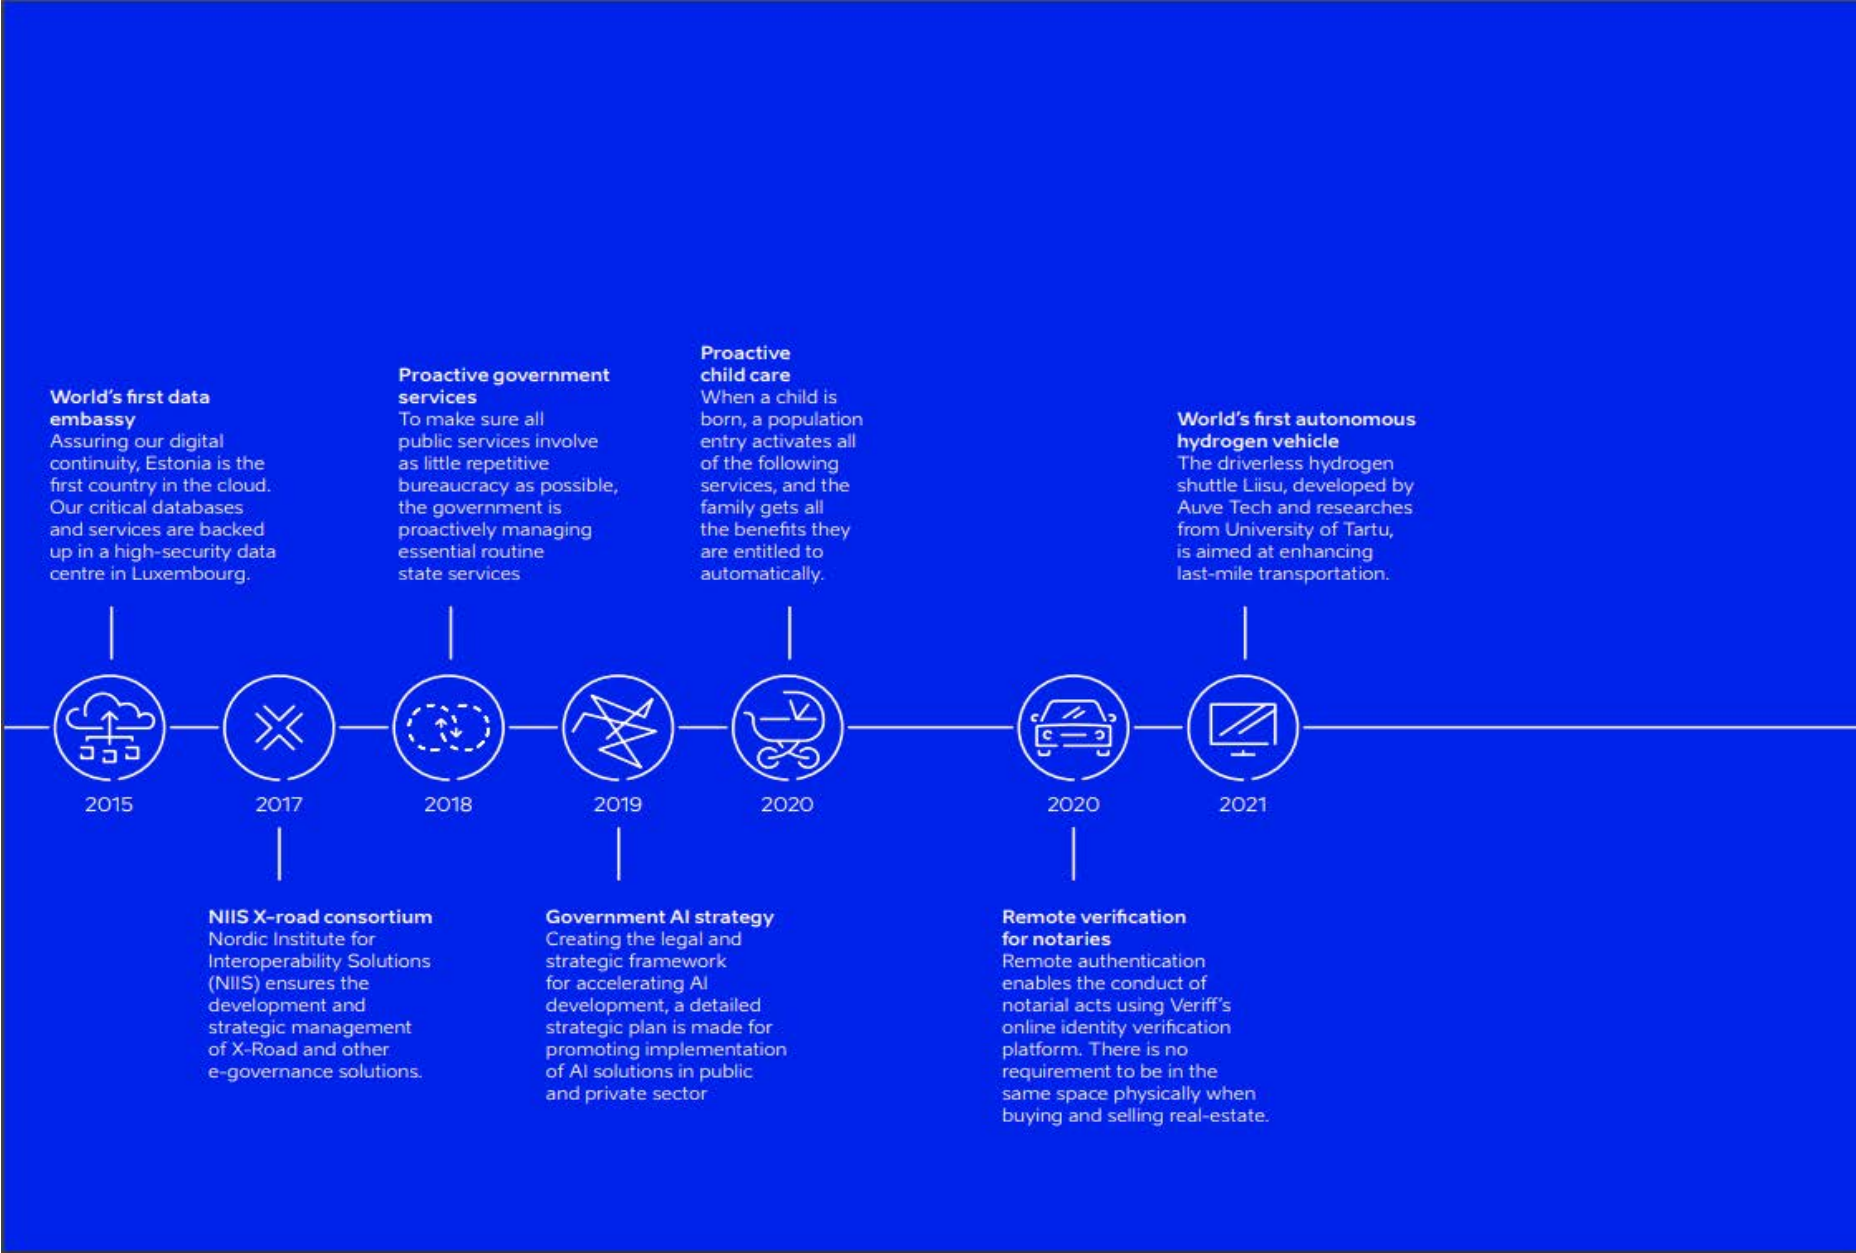 World's first data
embassy
Assuring our digital
continuity, Estonia is the
first country in the cloud.
Our critical databases
and services are backed
up in a high-security data
centre in Luxembourg.
Proactive government
services
To make sure all
public services involve
as little repetitive
bureaucracy as possible,
the government is
proactively managing
essential routine
state services
Proactive
child care
When a child is
born, a population
entry activates all
of the following
services, and the
family gets all
the benefits they
are entitled to
automatically.
World's first autonomous
hydrogen vehicle
The driverless hydrogen
shuttle Liisu, developed by
Auve Tech and researches
from University of Tartu,
is aimed at enhancing
last-mile transportation.
2015
2017
2018
2019
2020
2020
2021
NIIS X-road consortium
Nordic Institute for
Interoperability Solutions
(NIIS) ensures the
development and
strategic management
of X-Road and other
e-governance solutions.
Government AI strategy
Creating the legal and
strategic framework
for accelerating AI
development, a detailed
strategic plan is made for
promoting implementation
of AI solutions in public
and private sector
Remote verification
for notaries
Remote authentication
enables the conduct of
notarial acts using Veriff's
online identity verification
platform. There is no
requirement to be in the
same space physically when
buying and selling real-estate.